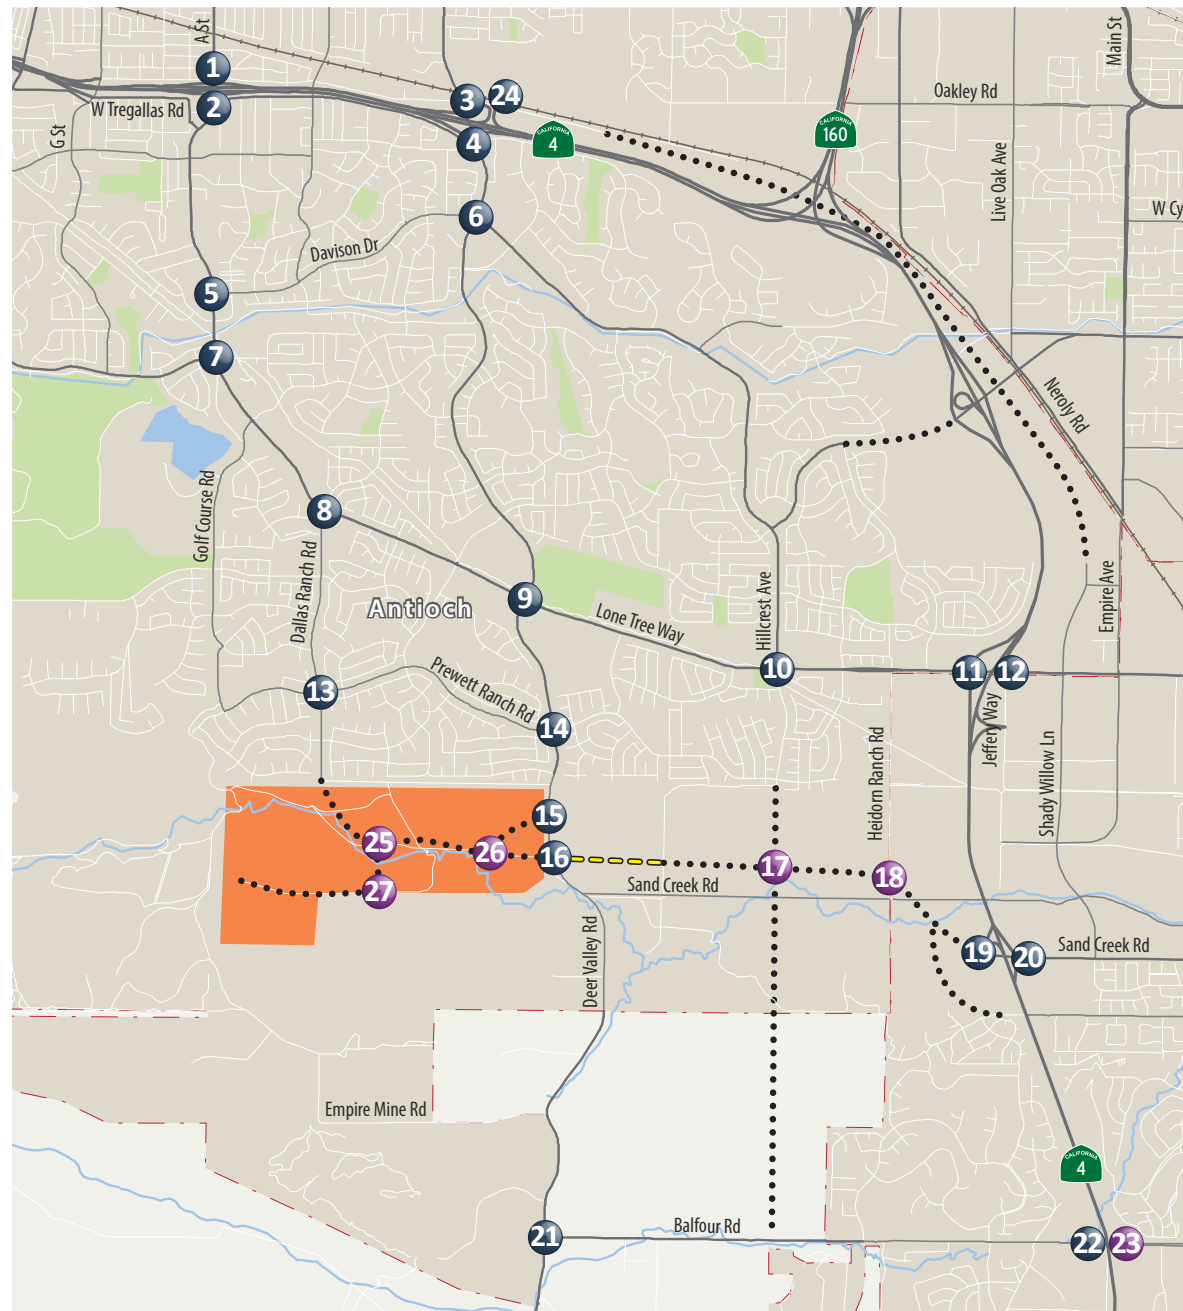 A St
Main St
1
Oakley Rd
W Tregallas Rd
2
3
24
CALIFORNIA
4
CALIFORNIA
160
G St
4
Live Oak Ave
6
W Cy
Davison Dr
5
7
Neroly Rd
Golf Course Rd
8
Dallas Ranch Rd
Antioch
9
Lone Tree Way
Hillcrest Ave
Empire Ave
10
11
12
13
Prewett Ranch Rd
14
Jeffery Way
Heidorn Ranch Rd
Shady Willow Ln
15
25
26
16
17
18
27
Sand Creek Rd
Deer Valley Rd
19
20
Sand Creek Rd
Empire Mine Rd
CALIFORNIA
4
21
Balfour Rd
22
23